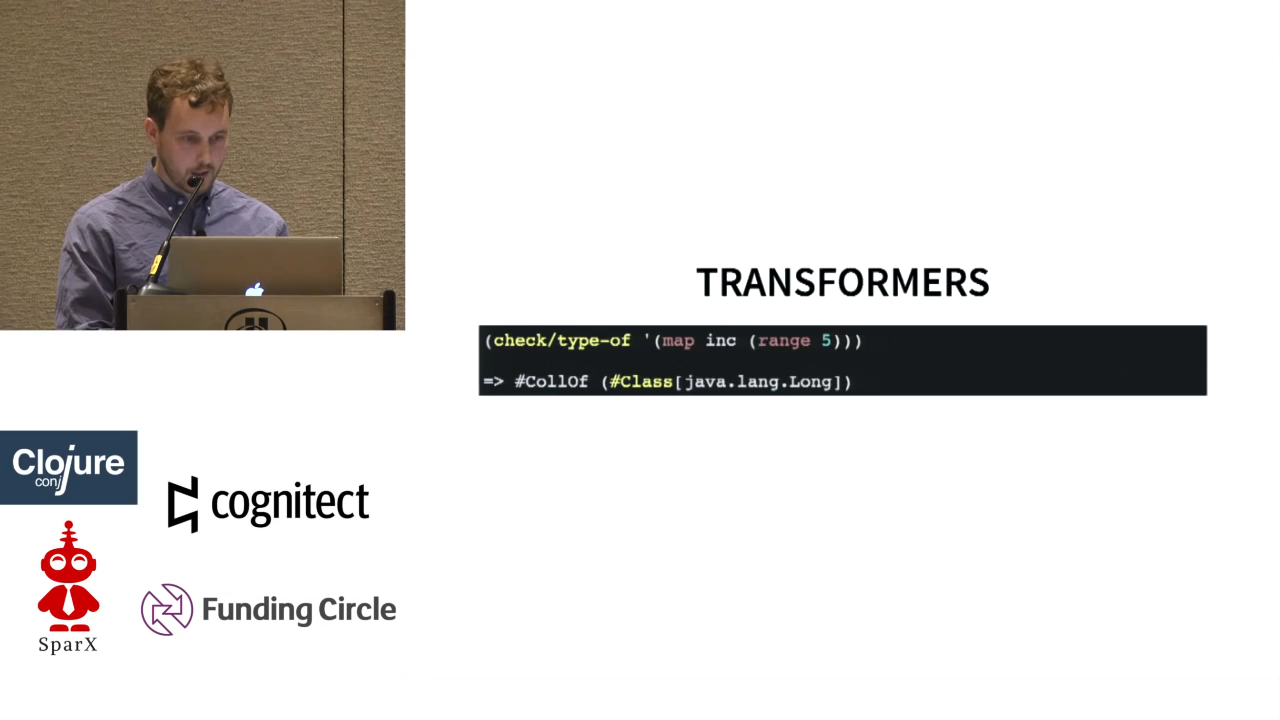 TRANSFORMERS
(check/type-of '(map inc (range 5)))
=> #CollOf (#Class[java.lang.Long])
Clojure
conj
cognitect
SparX
Funding Circle